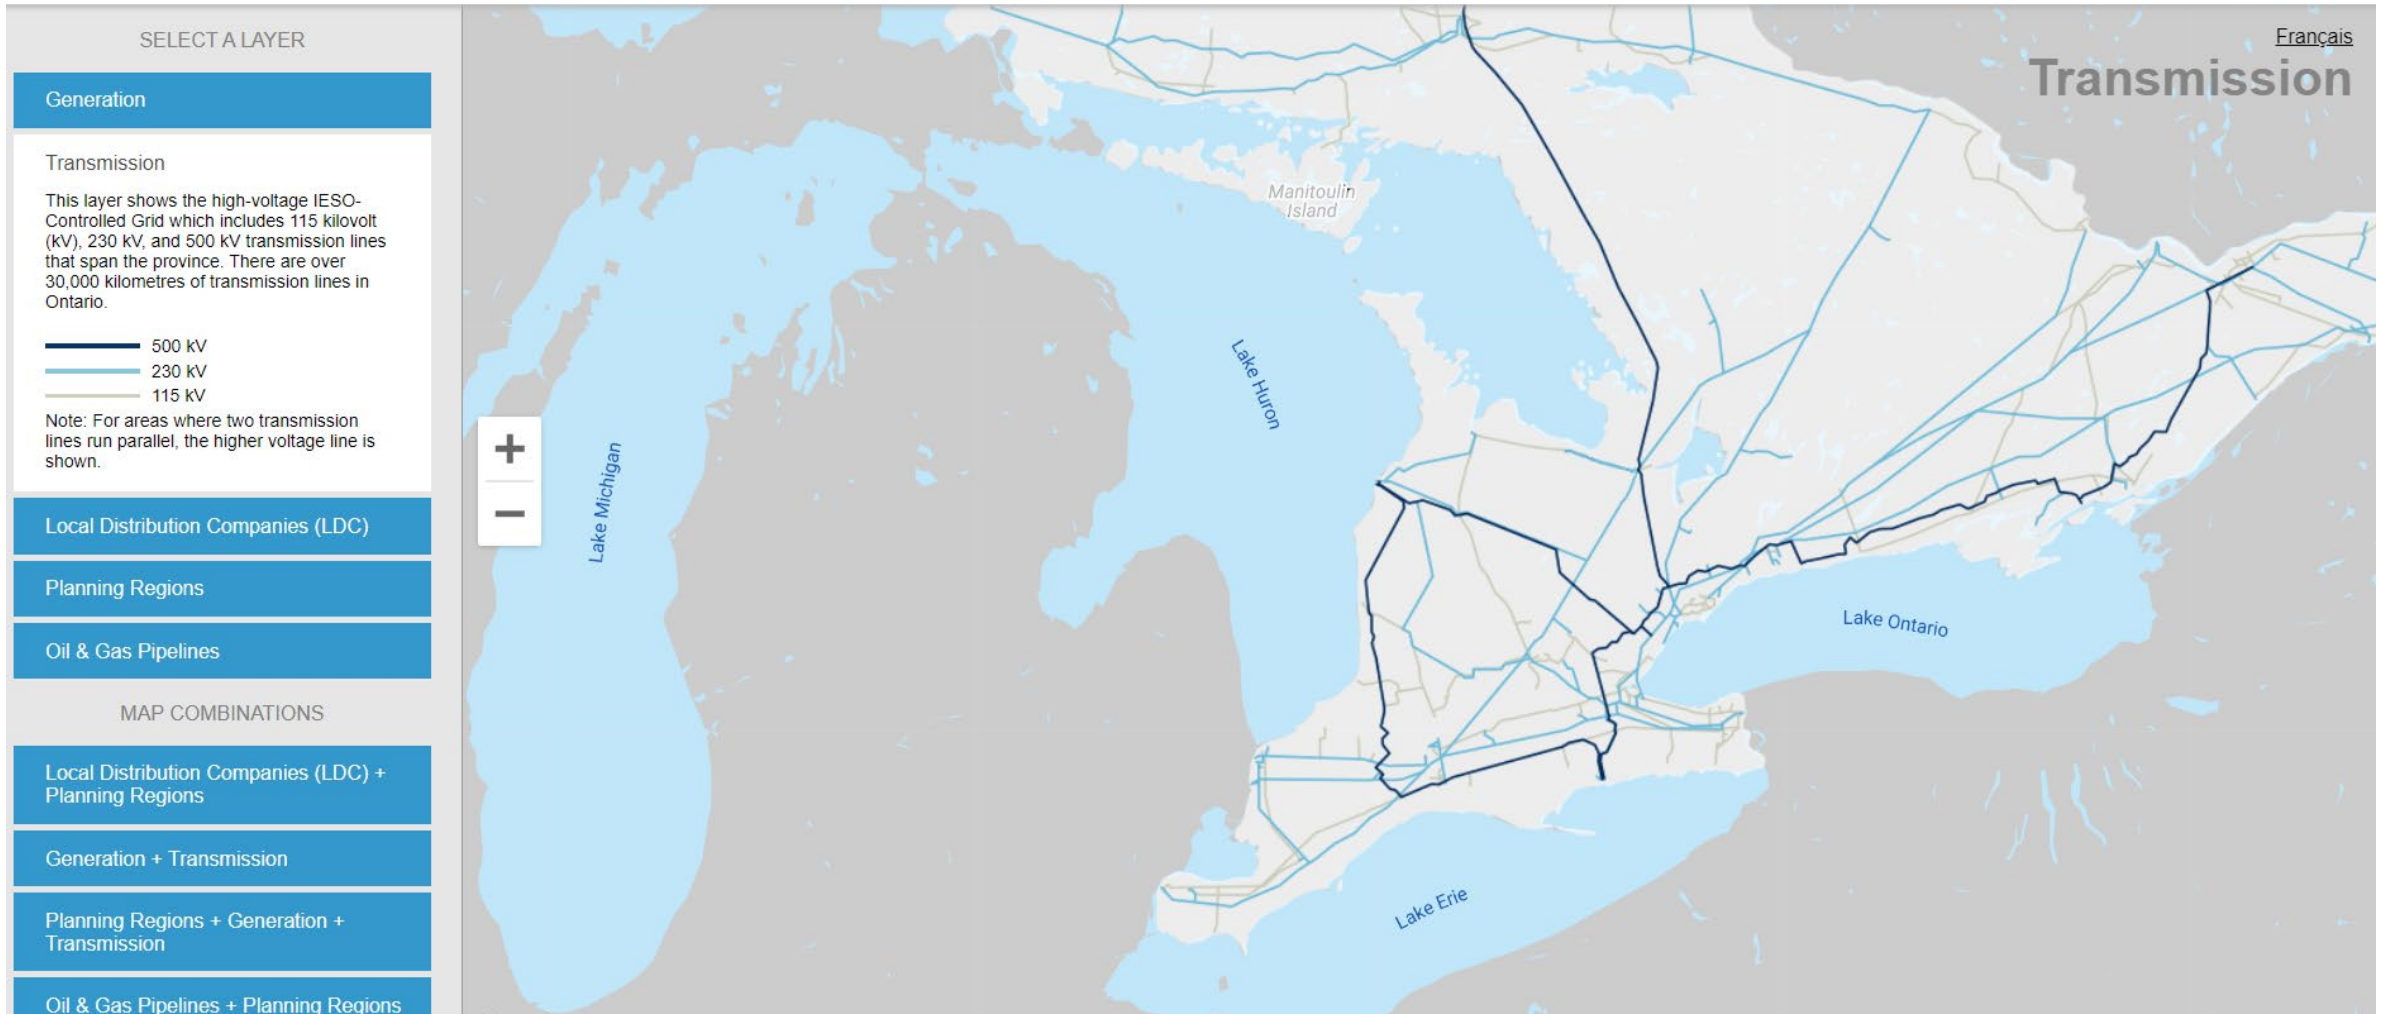 SELECT A LAYER
Generation
Transmission
This layer shows the high-voltage IESO-
Controlled Grid which includes 115 kilovolt
(kV), 230 kV, and 500 kV transmission lines
that span the province. There are over
30,000 kilometres of transmission lines in
Ontario.
500 kV
230 kV
115 kV
Note: For areas where two transmission
lines run parallel, the higher voltage line is
shown.
Local Distribution Companies (LDC)
Planning Regions
Oil & Gas Pipelines
MAP COMBINATIONS
Local Distribution Companies (LDC) +
Planning Regions
Generation + Transmission
Planning Regions + Generation +
Transmission
Oil & Gas Pipelines + Planning Regions
Français
Transmission
Manitoulin
Island
Lake Huron
Lake Michigan
Lake Ontario
Lake Erie
+
−